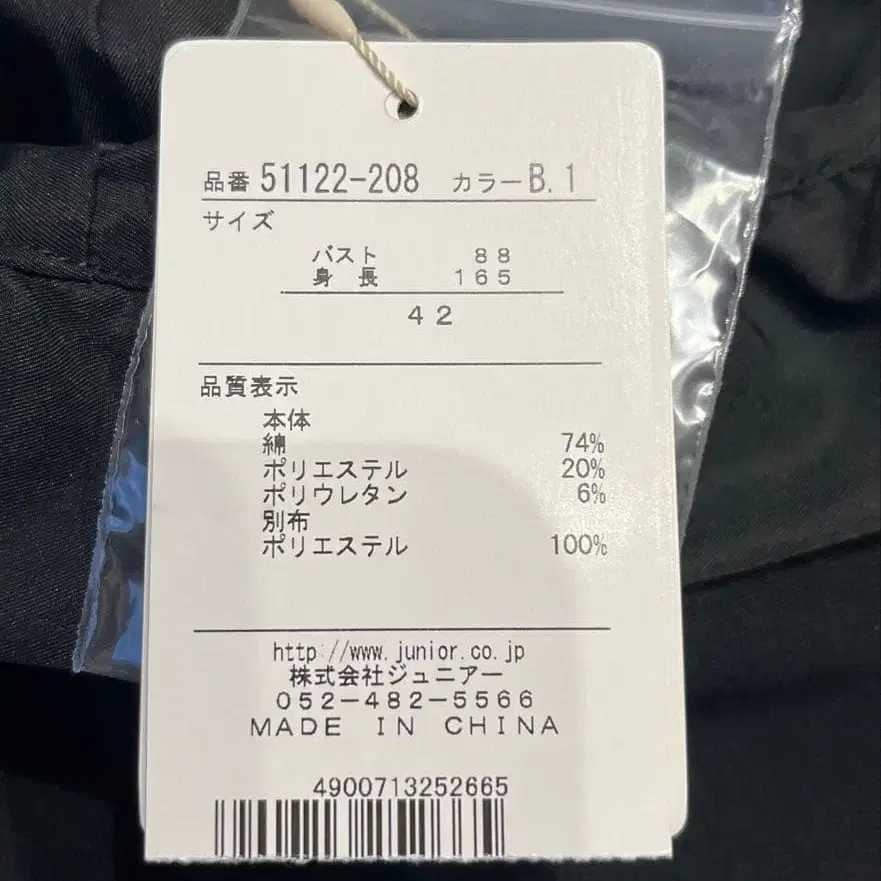 品番 51122-208 カラーB.1
サイズ
バスト 88
身 長 165
42
品質表示
本体
綿 74%
ポリエステル 20%
ポリウレタン 6%
別布
ポリエステル 100%
http://www.junior.co.jp
株式会社ジュニアー
052-482-5566
MADE IN CHINA
4900713252665